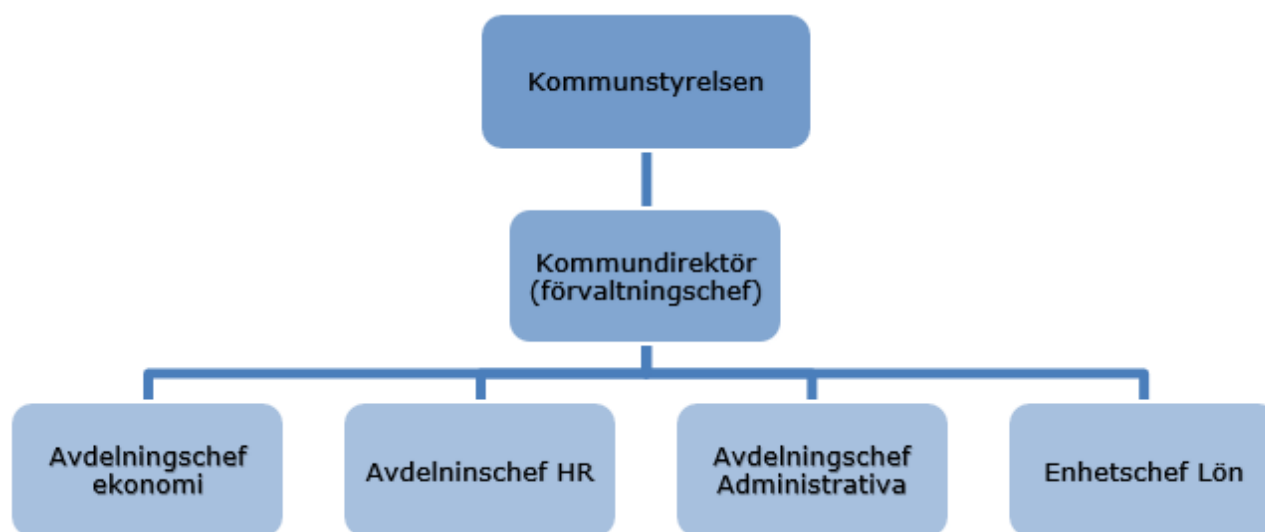 Kommunstyrelsen
Kommundirektör
(förvaltningschef)
Avdelningschef
ekonomi
Avdelninschef HR
Avdelningschef
Administrativa
Enhetschef Lön